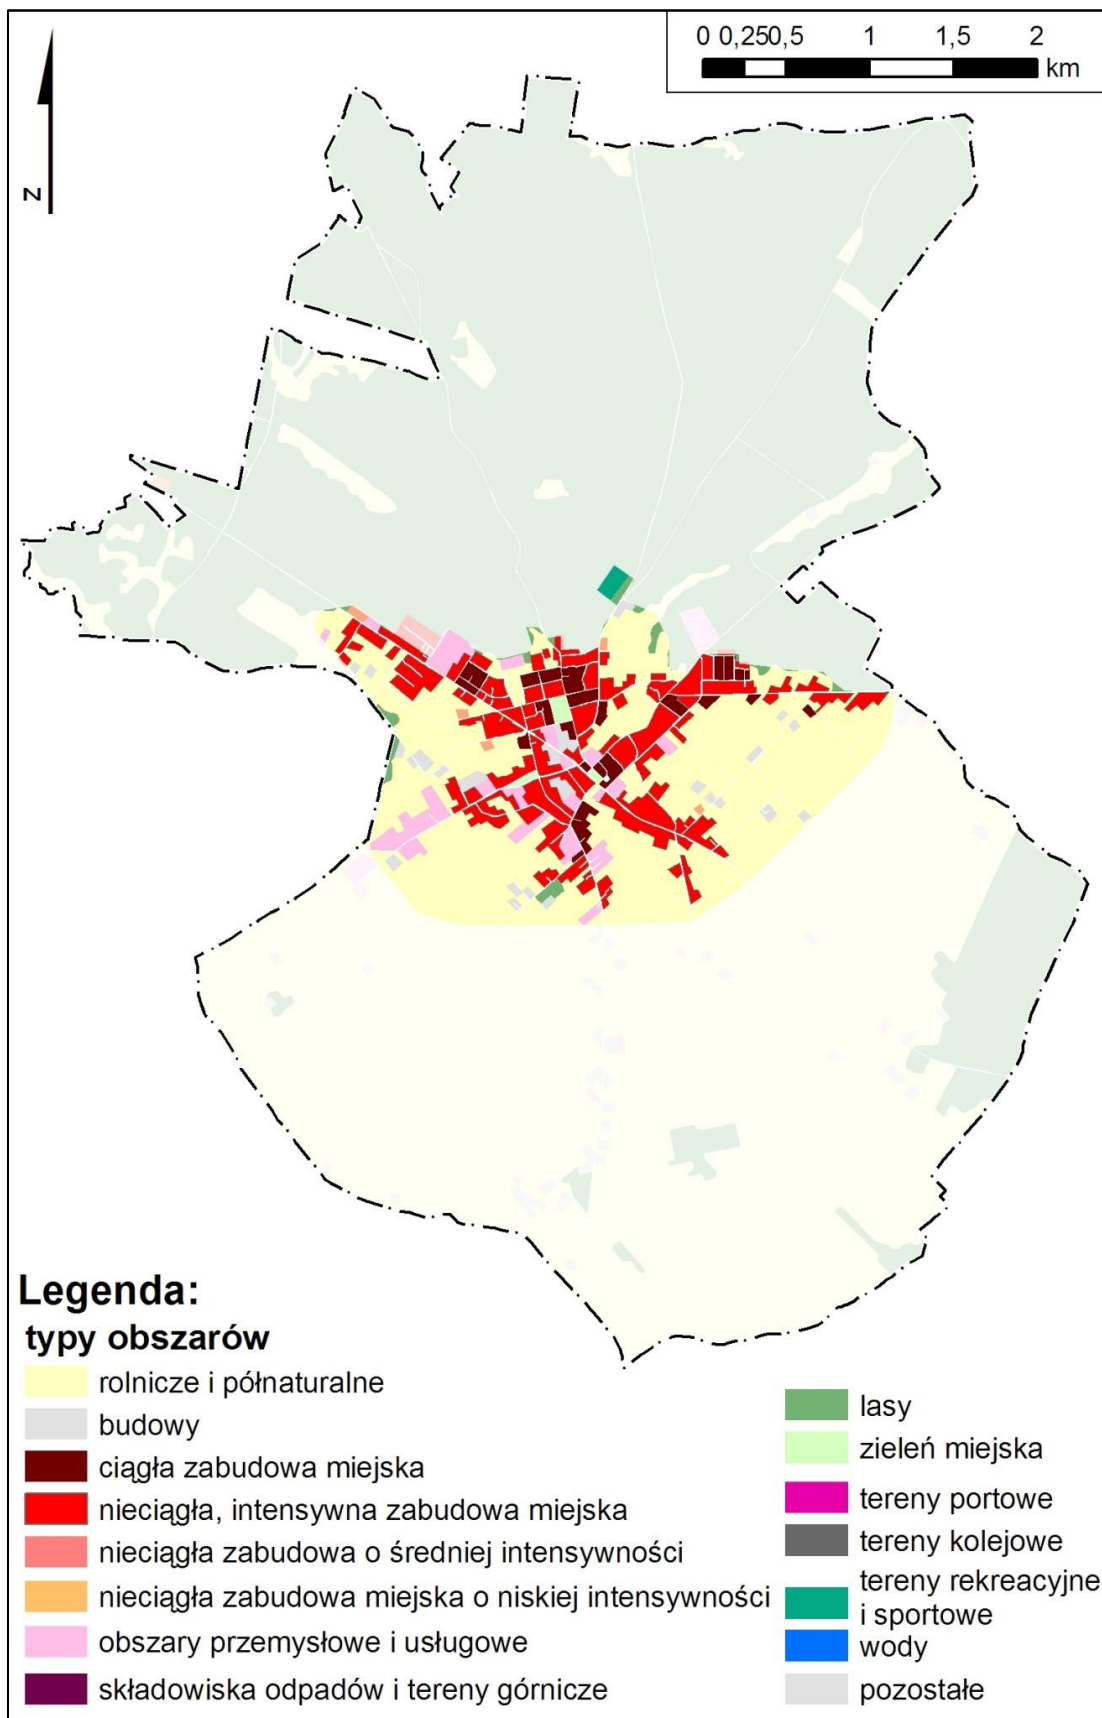 0 0,250,5 1 1,5 2
km
z
Legenda:
typy obszarów
rolnicze i półnaturalne
budowy
ciągła zabudowa miejska
nieciągła, intensywna zabudowa miejska
nieciągła zabudowa o średniej intensywności
nieciągła zabudowa miejska o niskiej intensywności
obszary przemysłowe i usługowe
składowiska odpadów i tereny górnicze
lasy
zieleń miejska
tereny portowe
tereny kolejowe
tereny rekreacyjne
i sportowe
wody
pozostałe